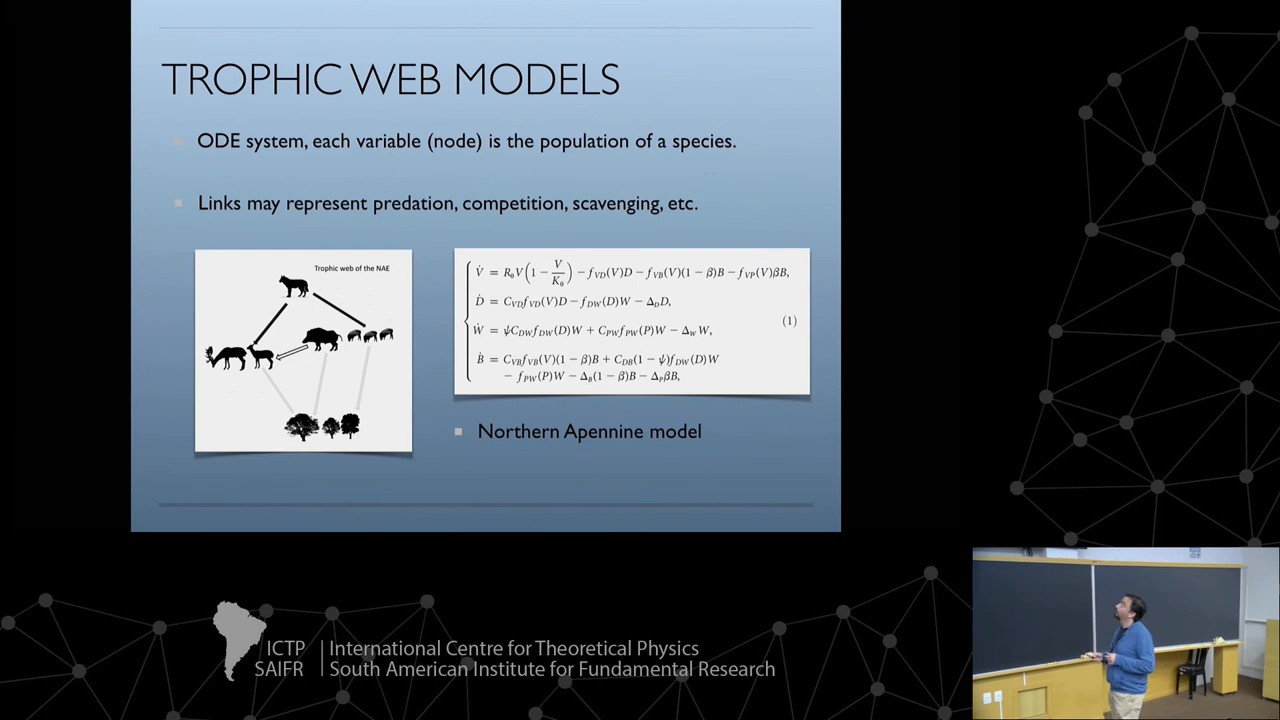 TROPHIC WEB MODELS
ODE system, each variable (node) is the population of a species.
Links may represent predation, competition, scavenging, etc.
Trophic web of the NAE
V̇ = R₀V(1 − V/K₀) − f_VD(V)D − f_VB(V)(1 − β)B − f_VP(V)βB,
Ḋ = C_VD f_VD(V)D − f_DW(D)W − Δ_D D,
Ẇ = ψC_DW f_DW(D)W + C_PW f_PW(P)W − Δ_W W,
(1)
Ḃ = C_VB f_VB(V)(1 − β)B + C_DB(1 − ψ)f_DW(D)W
− f_PW(P)W − Δ_B(1 − β)B − Δ_P βB,
Northern Apennine model
ICTP SAIFR
International Centre for Theoretical Physics
South American Institute for Fundamental Research